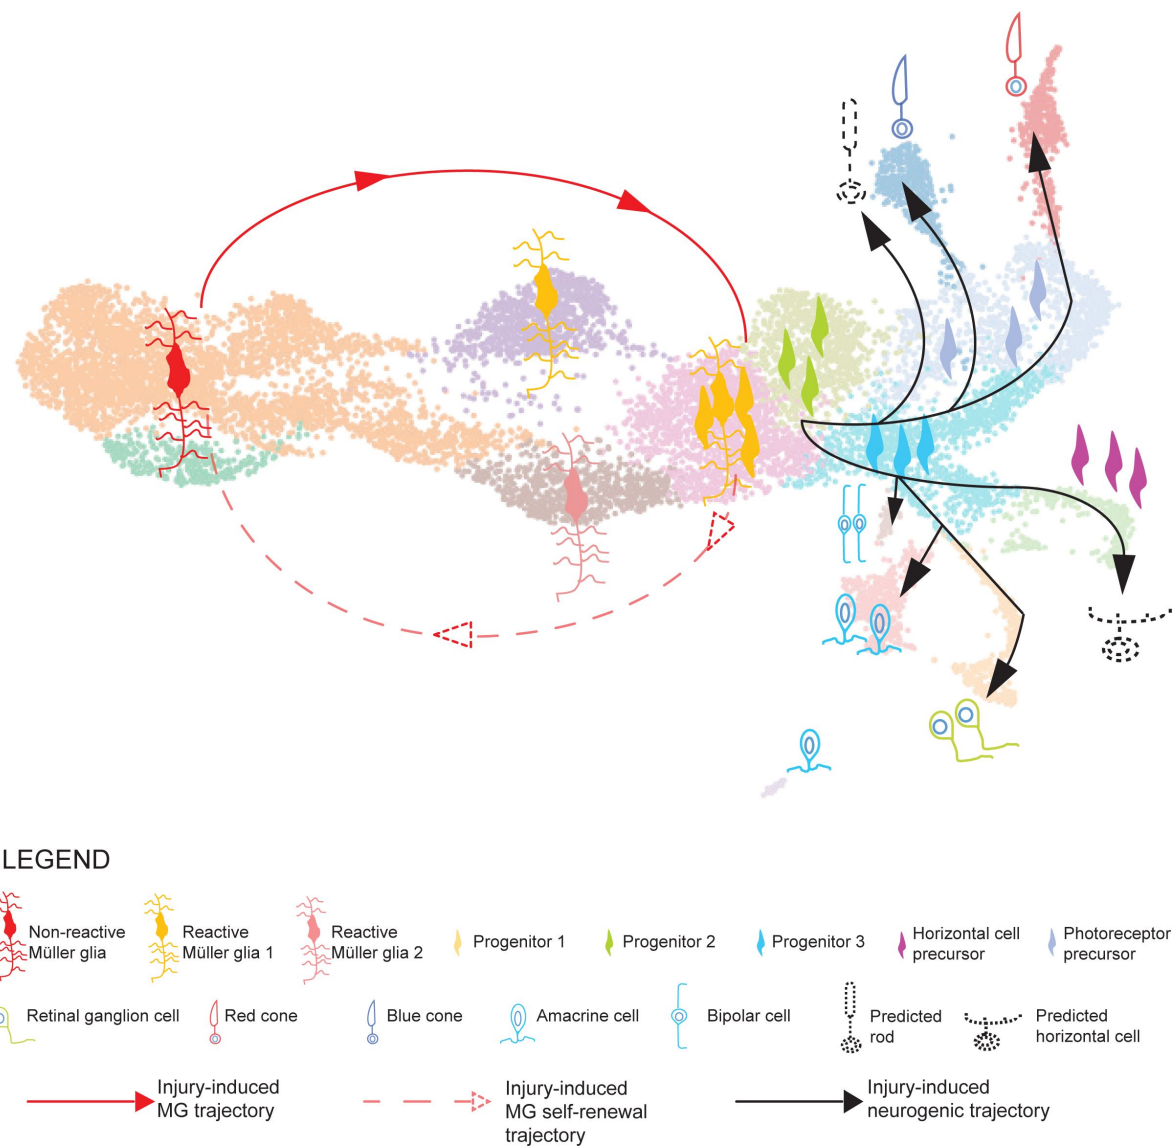 LEGEND
Non-reactive
Müller glia
Reactive
Müller glia 1
Reactive
Müller glia 2
Progenitor 1
Progenitor 2
Progenitor 3
Horizontal cell
precursor
Photoreceptor
precursor
Retinal ganglion cell
Red cone
Blue cone
Amacrine cell
Bipolar cell
Predicted
rod
Predicted
horizontal cell
Injury-induced
MG trajectory
Injury-induced
MG self-renewal
trajectory
Injury-induced
neurogenic trajectory